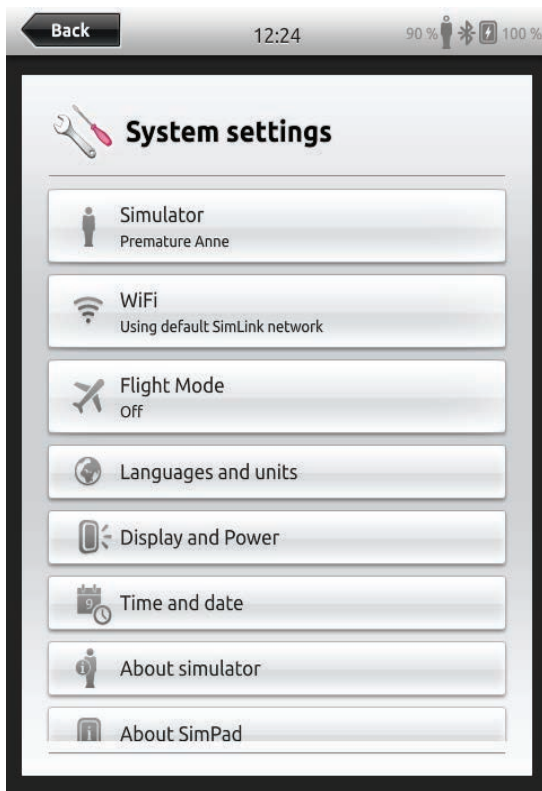 Back 12:24 90 % 100 %
System settings
Simulator
Premature Anne
WiFi
Using default SimLink network
Flight Mode
Off
Languages and units
Display and Power
9
Time and date
About simulator
About SimPad